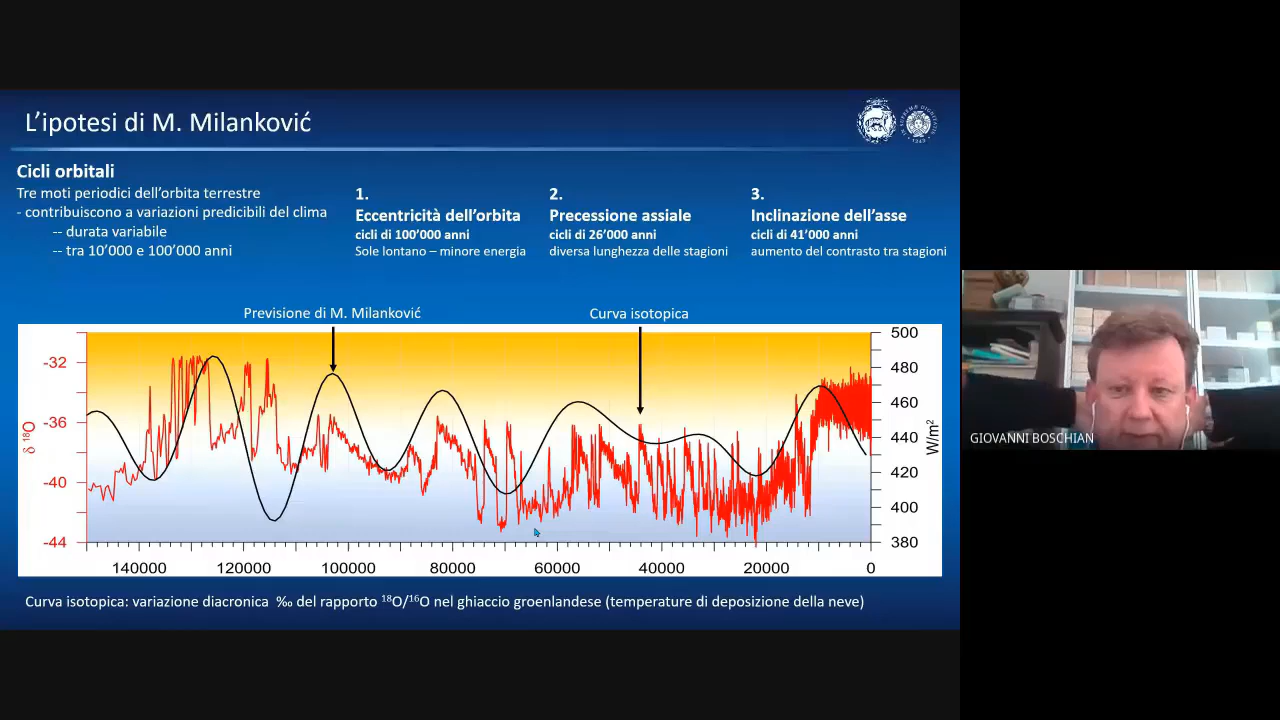 L'ipotesi di M. Milanković
Cicli orbitali
Tre moti periodici dell'orbita terrestre
- contribuiscono a variazioni predicibili del clima
-- durata variabile
-- tra 10'000 e 100'000 anni
1.
Eccentricità dell'orbita
cicli di 100'000 anni
Sole lontano – minore energia
2.
Precessione assiale
cicli di 26'000 anni
diversa lunghezza delle stagioni
3.
Inclinazione dell'asse
cicli di 41'000 anni
aumento del contrasto tra stagioni
Previsione di M. Milanković
Curva isotopica
-32
-36
-40
-44
δ ¹⁸O
500
480
460
440
420
400
380
W/m²
140000 120000 100000 80000 60000 40000 20000 0
Curva isotopica: variazione diacronica ‰ del rapporto ¹⁸O/¹⁶O nel ghiaccio groenlandese (temperature di deposizione della neve)
GIOVANNI BOSCHIAN